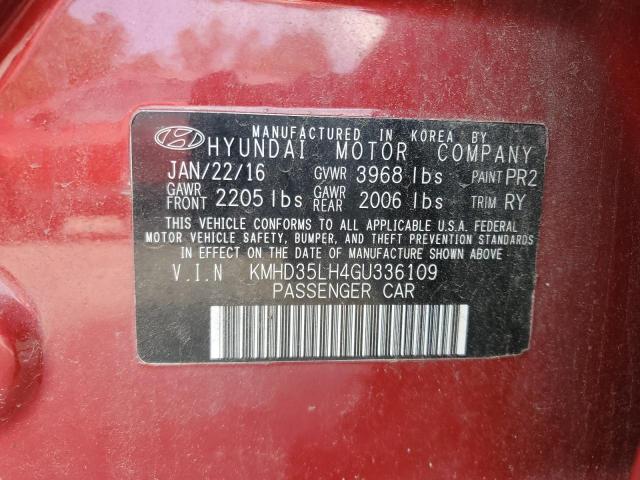 MANUFACTURED IN KOREA BY
HYUNDAI MOTOR COMPANY
JAN/22/16 GVWR 3968 lbs PAINT PR2
GAWR FRONT 2205 lbs GAWR REAR 2006 lbs TRIM RY
THIS VEHICLE CONFORMS TO ALL APPLICABLE U.S.A. FEDERAL
MOTOR VEHICLE SAFETY, BUMPER, AND THEFT PREVENTION STANDARDS
IN EFFECT ON THE DATE OF MANUFACTURE SHOWN ABOVE
V.I.N KMHD35LH4GU336109
PASSENGER CAR